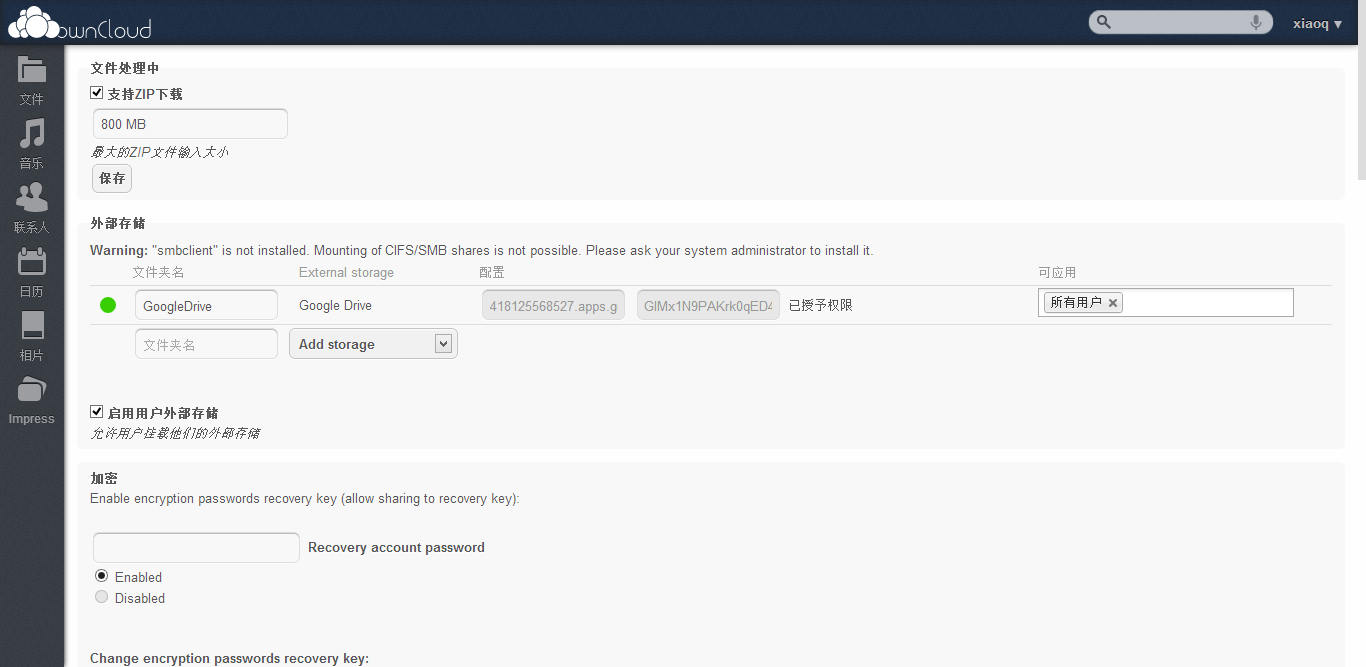 ownCloud
xiaoq ▼
文件
音乐
联系人
日历
相片
Impress
文件处理中
支持ZIP下载
800 MB
最大的ZIP文件输入大小
保存
外部存储
Warning: "smbclient" is not installed. Mounting of CIFS/SMB shares is not possible. Please ask your system administrator to install it.
文件夹名 External storage 配置 可应用
GoogleDrive Google Drive 418125568527.apps.g GlMx1N9PAKrk0qED4 已授予权限 所有用户 ×
文件夹名 Add storage
启用用户外部存储
允许用户挂载他们的外部存储
加密
Enable encryption passwords recovery key (allow sharing to recovery key):
Recovery account password
Enabled
Disabled
Change encryption passwords recovery key: